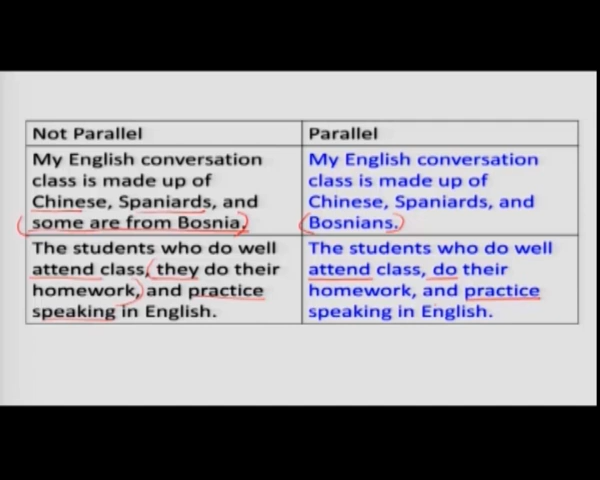 Not Parallel
Parallel
My English conversation
class is made up of
Chinese, Spaniards, and
some are from Bosnia.
My English conversation
class is made up of
Chinese, Spaniards, and
Bosnians.
The students who do well
attend class, they do their
homework, and practice
speaking in English.
The students who do well
attend class, do their
homework, and practice
speaking in English.